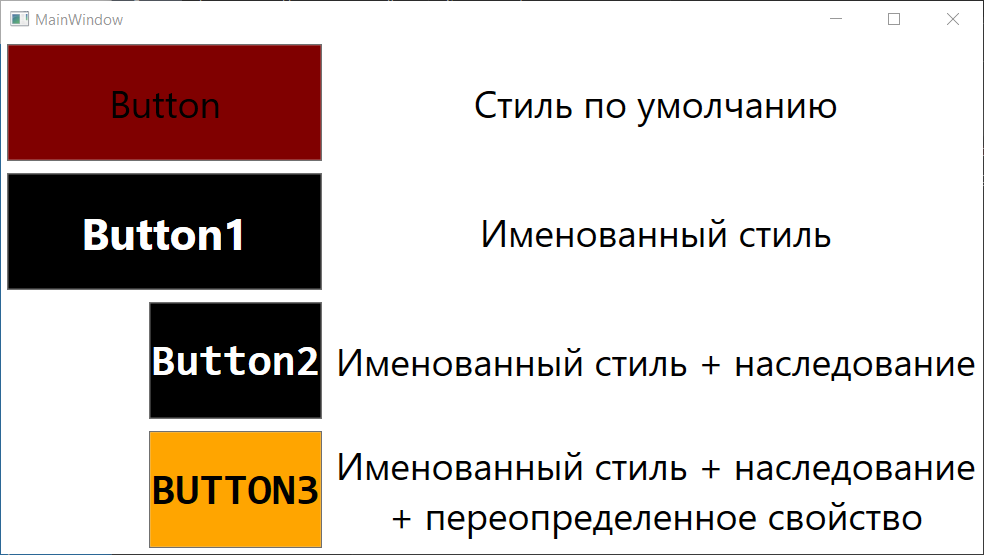 MainWindow
Button
Стиль по умолчанию
Button1
Именованный стиль
Button2
Именованный стиль + наследование
BUTTON3
Именованный стиль + наследование
+ переопределенное свойство